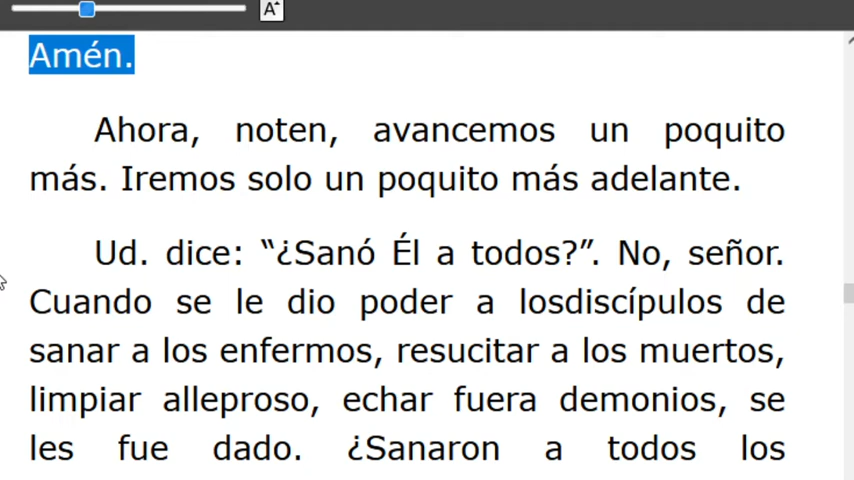 A
Amén.
Ahora, noten, avancemos un poquito
más. Iremos solo un poquito más adelante.
Ud. dice: “¿Sanó Él a todos?”. No, señor.
Cuando se le dio poder a losdiscípulos de
sanar a los enfermos, resucitar a los muertos,
limpiar alleproso, echar fuera demonios, se
les fue dado. ¿Sanaron a todos los